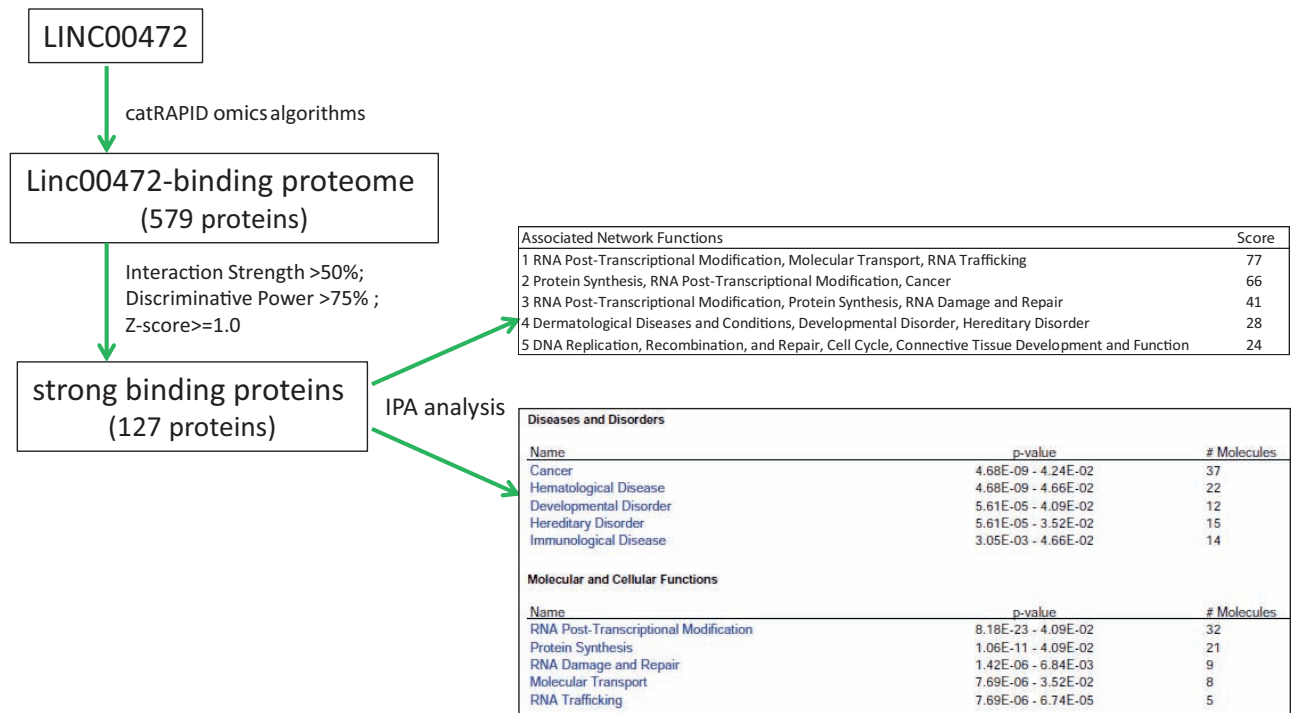 LINC00472
catRAPID omics algorithms
Linc00472-binding proteome
(579 proteins)
Interaction Strength >50%;
Discriminative Power >75% ;
Z-score>=1.0
strong binding proteins
(127 proteins)
IPA analysis
Associated Network Functions Score
1 RNA Post-Transcriptional Modification, Molecular Transport, RNA Trafficking 77
2 Protein Synthesis, RNA Post-Transcriptional Modification, Cancer 66
3 RNA Post-Transcriptional Modification, Protein Synthesis, RNA Damage and Repair 41
4 Dermatological Diseases and Conditions, Developmental Disorder, Hereditary Disorder 28
5 DNA Replication, Recombination, and Repair, Cell Cycle, Connective Tissue Development and Function 24
Diseases and Disorders
Name p-value # Molecules
Cancer 4.68E-09 - 4.24E-02 37
Hematological Disease 4.68E-09 - 4.66E-02 22
Developmental Disorder 5.61E-05 - 4.09E-02 12
Hereditary Disorder 5.61E-05 - 3.52E-02 15
Immunological Disease 3.05E-03 - 4.66E-02 14
Molecular and Cellular Functions
Name p-value # Molecules
RNA Post-Transcriptional Modification 8.18E-23 - 4.09E-02 32
Protein Synthesis 1.06E-11 - 4.09E-02 21
RNA Damage and Repair 1.42E-06 - 6.84E-03 9
Molecular Transport 7.69E-06 - 3.52E-02 8
RNA Trafficking 7.69E-06 - 6.74E-05 5